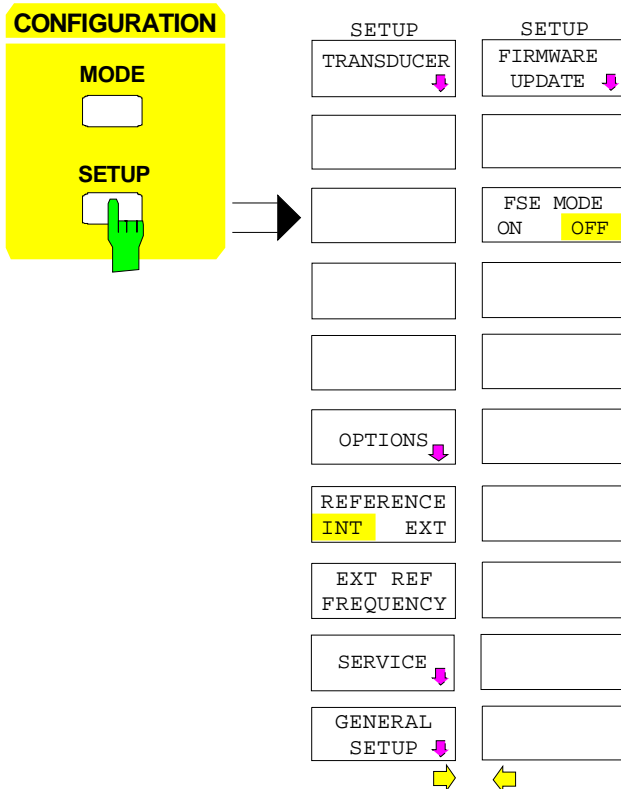 CONFIGURATION
MODE
SETUP
SETUP
TRANSDUCER
OPTIONS
REFERENCE
INT EXT
EXT REF
FREQUENCY
SERVICE
GENERAL
SETUP
SETUP
FIRMWARE
UPDATE
FSE MODE
ON OFF